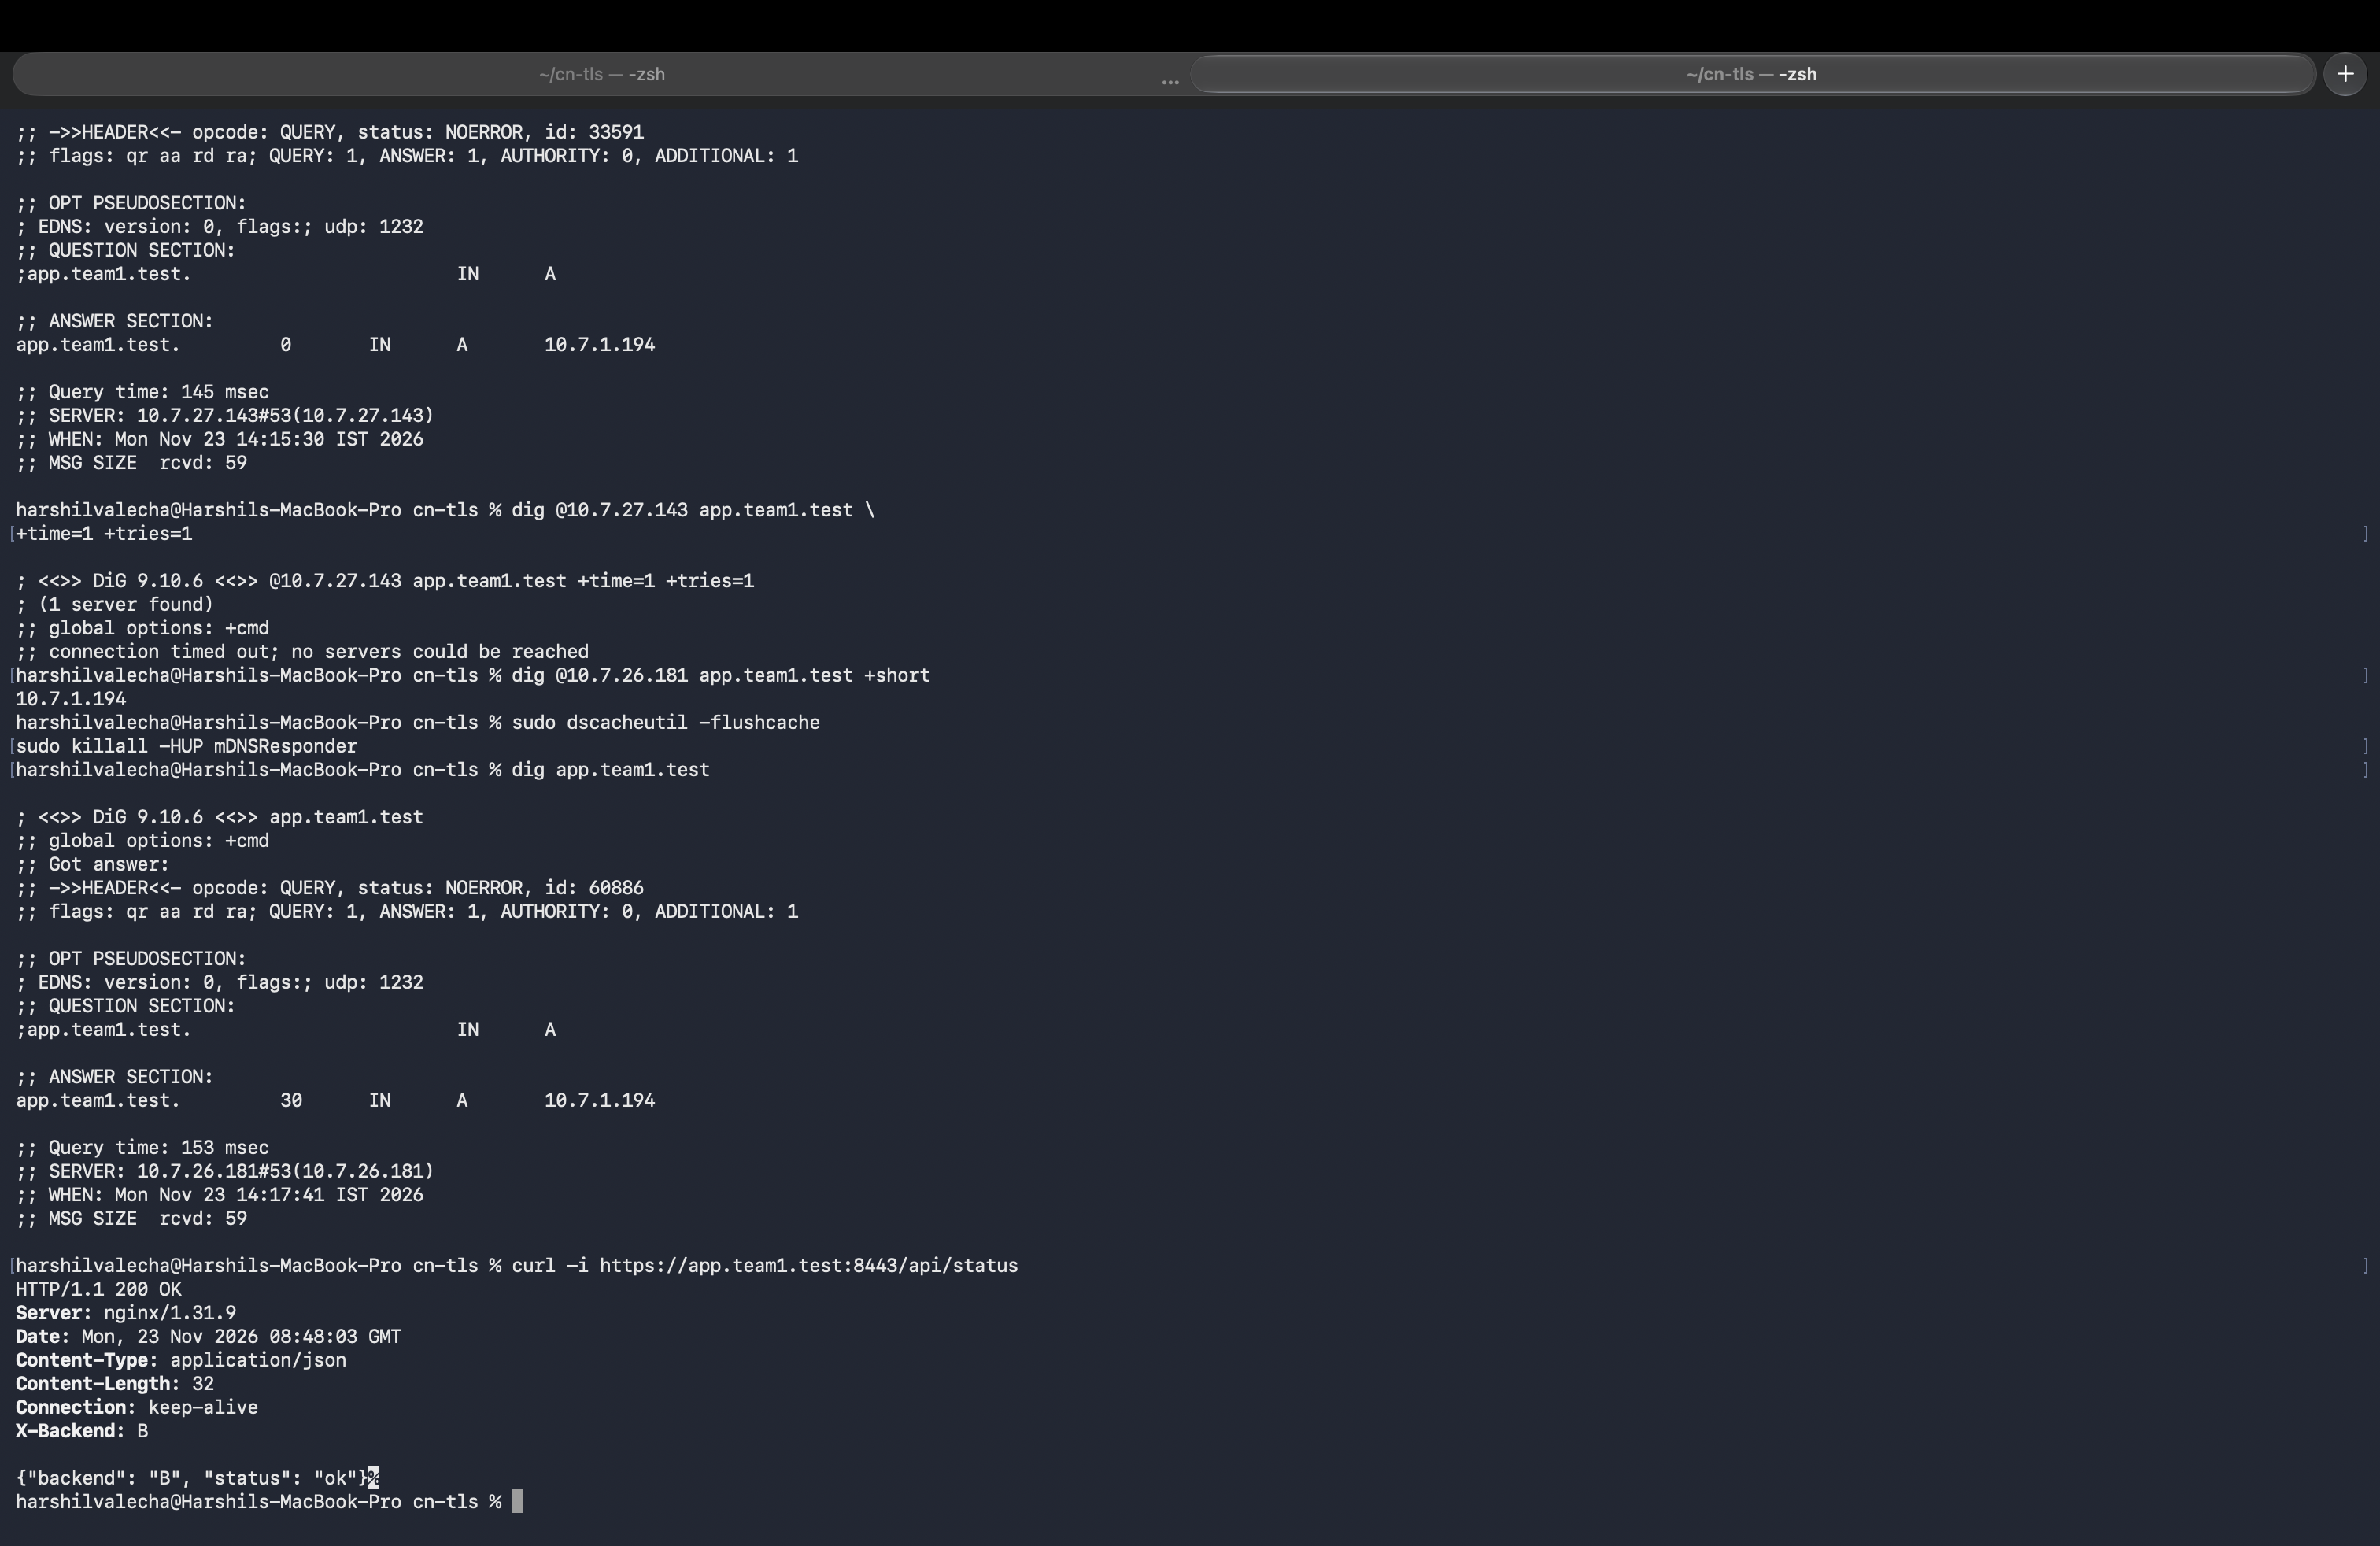 ~/cn-tls — -zsh
...
~/cn-tls — -zsh
+
;; ->>HEADER<<- opcode: QUERY, status: NOERROR, id: 33591
;; flags: qr aa rd ra; QUERY: 1, ANSWER: 1, AUTHORITY: 0, ADDITIONAL: 1
;; OPT PSEUDOSECTION:
; EDNS: version: 0, flags:; udp: 1232
;; QUESTION SECTION:
;app.team1.test.			IN	A
;; ANSWER SECTION:
app.team1.test.		0	IN	A	10.7.1.194
;; Query time: 145 msec
;; SERVER: 10.7.27.143#53(10.7.27.143)
;; WHEN: Mon Nov 23 14:15:30 IST 2026
;; MSG SIZE  rcvd: 59
harshilvalecha@Harshils-MacBook-Pro cn-tls % dig @10.7.27.143 app.team1.test \
[+time=1 +tries=1 ]
; <<>> DiG 9.10.6 <<>> @10.7.27.143 app.team1.test +time=1 +tries=1
; (1 server found)
;; global options: +cmd
;; connection timed out; no servers could be reached
[harshilvalecha@Harshils-MacBook-Pro cn-tls % dig @10.7.26.181 app.team1.test +short ]
10.7.1.194
harshilvalecha@Harshils-MacBook-Pro cn-tls % sudo dscacheutil -flushcache
[sudo killall -HUP mDNSResponder ]
[harshilvalecha@Harshils-MacBook-Pro cn-tls % dig app.team1.test ]
; <<>> DiG 9.10.6 <<>> app.team1.test
;; global options: +cmd
;; Got answer:
;; ->>HEADER<<- opcode: QUERY, status: NOERROR, id: 60886
;; flags: qr aa rd ra; QUERY: 1, ANSWER: 1, AUTHORITY: 0, ADDITIONAL: 1
;; OPT PSEUDOSECTION:
; EDNS: version: 0, flags:; udp: 1232
;; QUESTION SECTION:
;app.team1.test.			IN	A
;; ANSWER SECTION:
app.team1.test.		30	IN	A	10.7.1.194
;; Query time: 153 msec
;; SERVER: 10.7.26.181#53(10.7.26.181)
;; WHEN: Mon Nov 23 14:17:41 IST 2026
;; MSG SIZE  rcvd: 59
[harshilvalecha@Harshils-MacBook-Pro cn-tls % curl -i https://app.team1.test:8443/api/status ]
HTTP/1.1 200 OK
Server: nginx/1.31.9
Date: Mon, 23 Nov 2026 08:48:03 GMT
Content-Type: application/json
Content-Length: 32
Connection: keep-alive
X-Backend: B
{"backend": "B", "status": "ok"}%
harshilvalecha@Harshils-MacBook-Pro cn-tls %